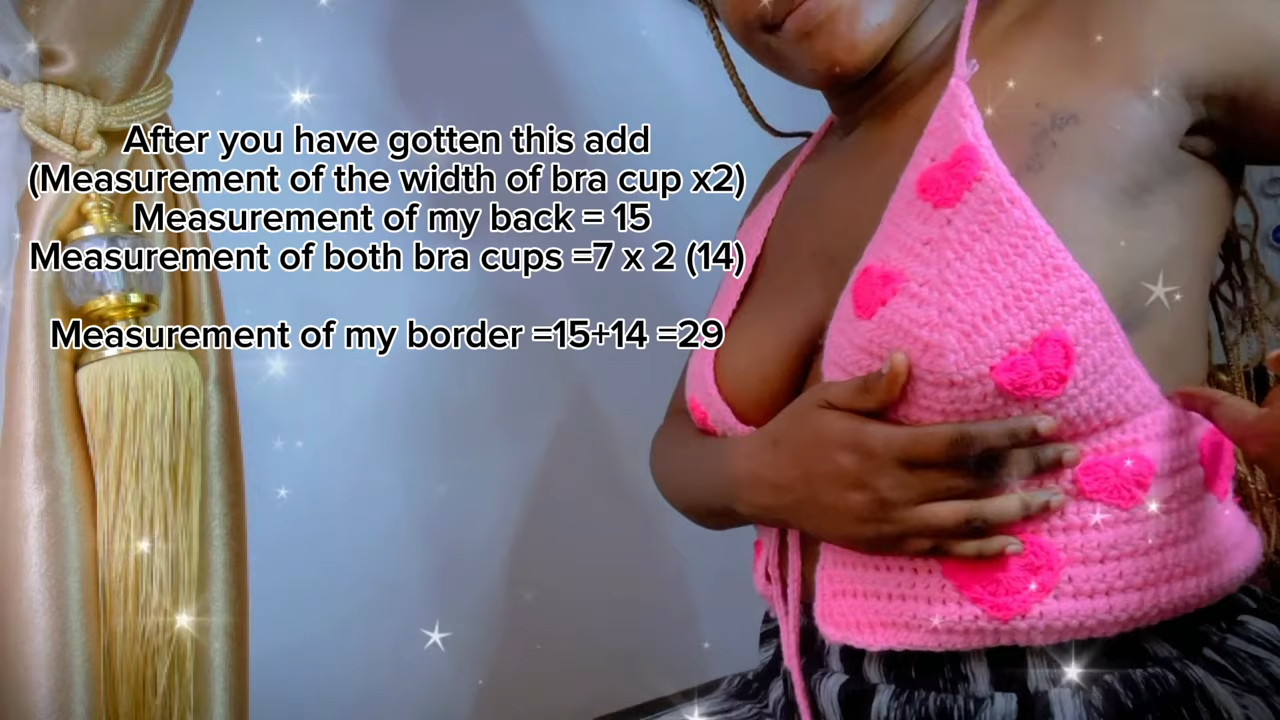 After you have gotten this add
(Measurement of the width of bra cup x2)
Measurement of my back = 15
Measurement of both bra cups =7 x 2 (14)
Measurement of my border =15+14 =29